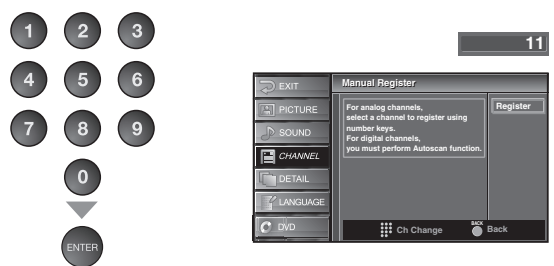 1 2 3
4 5 6
7 8 9
0
ENTER
11
EXIT
PICTURE
SOUND
CHANNEL
DETAIL
LANGUAGE
DVD
Manual Register
For analog channels,
select a channel to register using
number keys.
For digital channels,
you must perform Autoscan function.
Register
Ch Change
BACK
Back